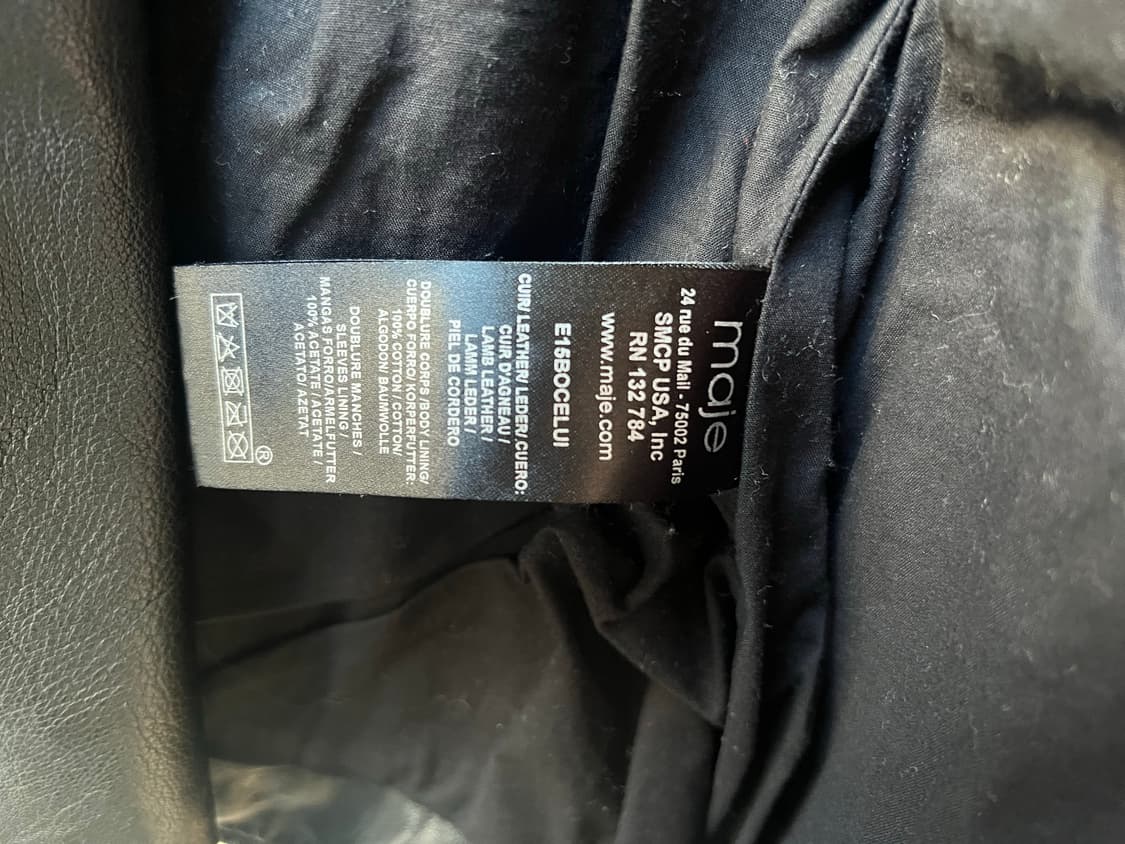 maje
24 rue du Mail - 75002 Paris
SMCP USA, Inc
RN 132 784
www.maje.com
E15BOCELUI
CUIR/ LEATHER/ LEDER/ CUERO:
CUIR D'AGNEAU /
LAMB LEATHER /
LAMM LEDER /
PIEL DE CORDERO
DOUBLURE CORPS /BODY LINING/
CUERPO FORRO/ KORPERFUTTER:
100% COTTON / COTTON/
ALGODON/ BAUMWOLLE
DOUBLURE MANCHES /
SLEEVES LINING /
MANGAS FORRO//ARMELFUTTER
100% ACETATE / ACETATE /
ACETATO/ AZETAT
®